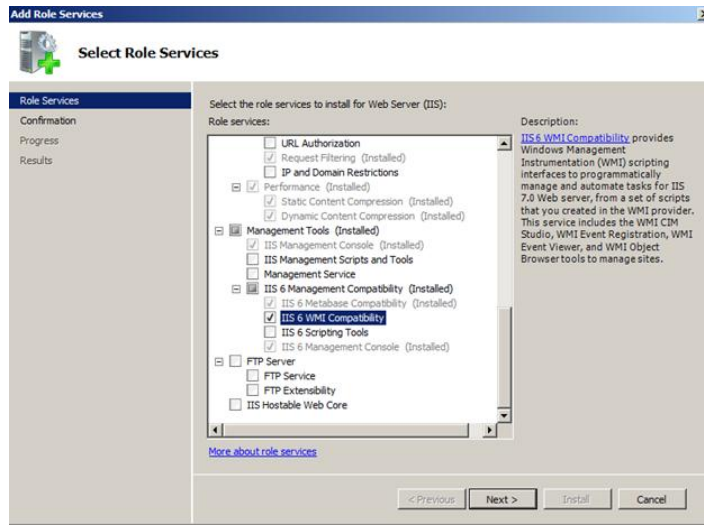 Add Role Services
Select Role Services
Role Services
Confirmation
Progress
Results
Select the role services to install for Web Server (IIS):
Role services:
URL Authorization
Request Filtering (Installed)
IP and Domain Restrictions
Performance (Installed)
Static Content Compression (Installed)
Dynamic Content Compression (Installed)
Management Tools (Installed)
IIS Management Console (Installed)
IIS Management Scripts and Tools
Management Service
IIS 6 Management Compatibility (Installed)
IIS 6 Metabase Compatibility (Installed)
IIS 6 WMI Compatibility
IIS 6 Scripting Tools
IIS 6 Management Console (Installed)
FTP Server
FTP Service
FTP Extensibility
IIS Hostable Web Core
More about role services
Description:
IIS 6 WMI Compatibility provides
Windows Management
Instrumentation (WMI) scripting
interfaces to programmatically
manage and automate tasks for IIS
7.0 Web server, from a set of scripts
that you created in the WMI provider.
This service includes the WMI CIM
Studio, WMI Event Registration, WMI
Event Viewer, and WMI Object
Browser tools to manage sites.
< Previous Next > Install Cancel